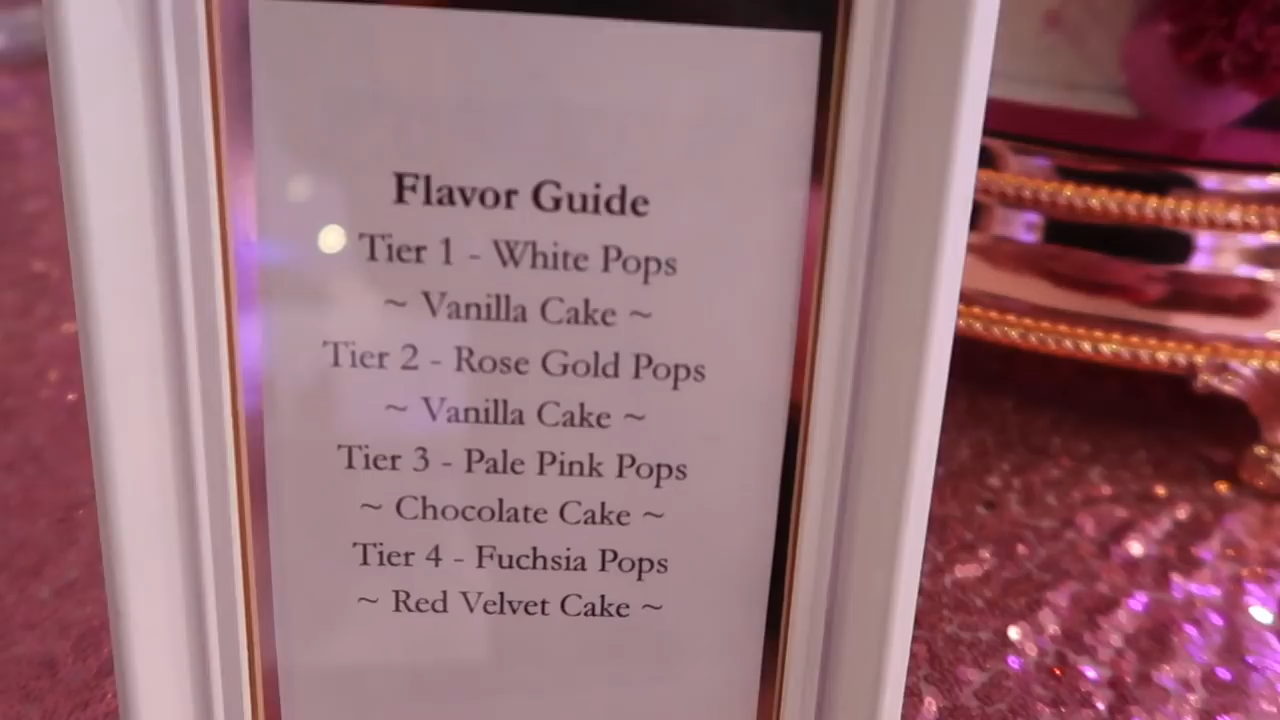 Flavor Guide
Tier 1 - White Pops
~ Vanilla Cake ~
Tier 2 - Rose Gold Pops
~ Vanilla Cake ~
Tier 3 - Pale Pink Pops
~ Chocolate Cake ~
Tier 4 - Fuchsia Pops
~ Red Velvet Cake ~